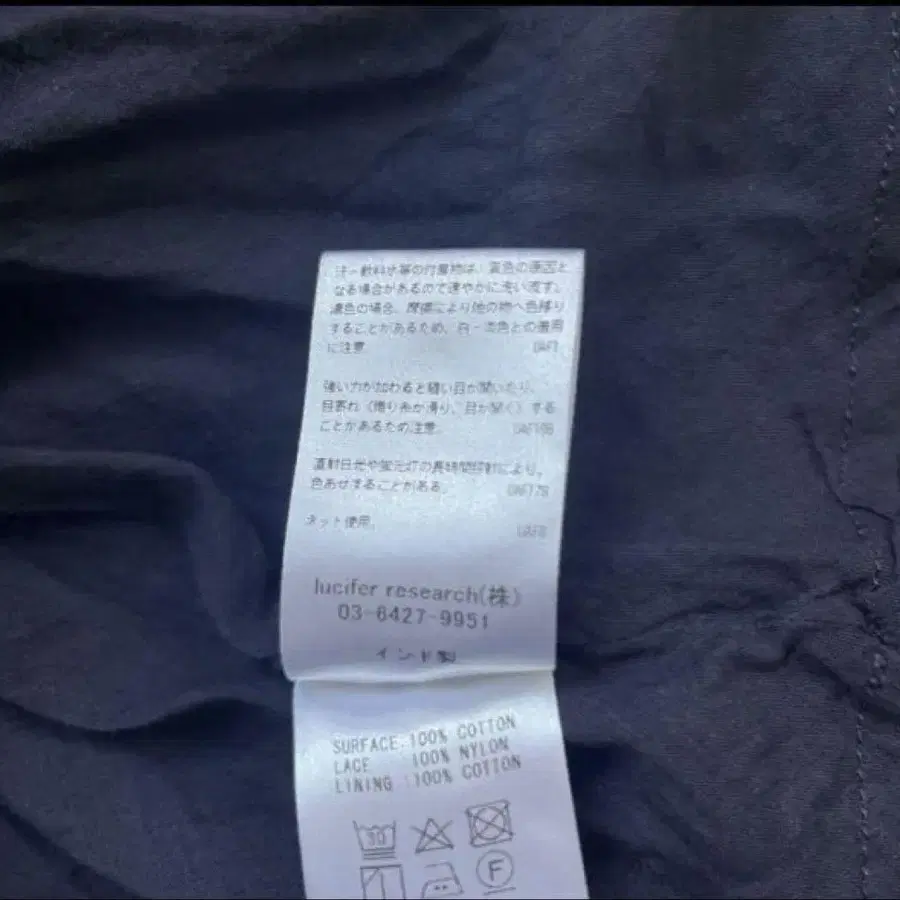 汗・飲料水等の付着物は、変色の原因と
なる場合があるので速やかに洗い流す。
濃色の場合、摩擦により他の物へ色移り
することがあるため、白・淡色との着用
に注意
強い力が加わると縫い目が開いたり、
目寄れ（織り糸が滑り、目が開く）する
ことがあるため注意。
直射日光や蛍光灯の長時間照射により、
色あせすることがある。
ネット使用。
lucifer research(株)
03-6427-9951
インド製
SURFACE:100% COTTON
LACE 100% NYLON
LINING :100% COTTON
30
F